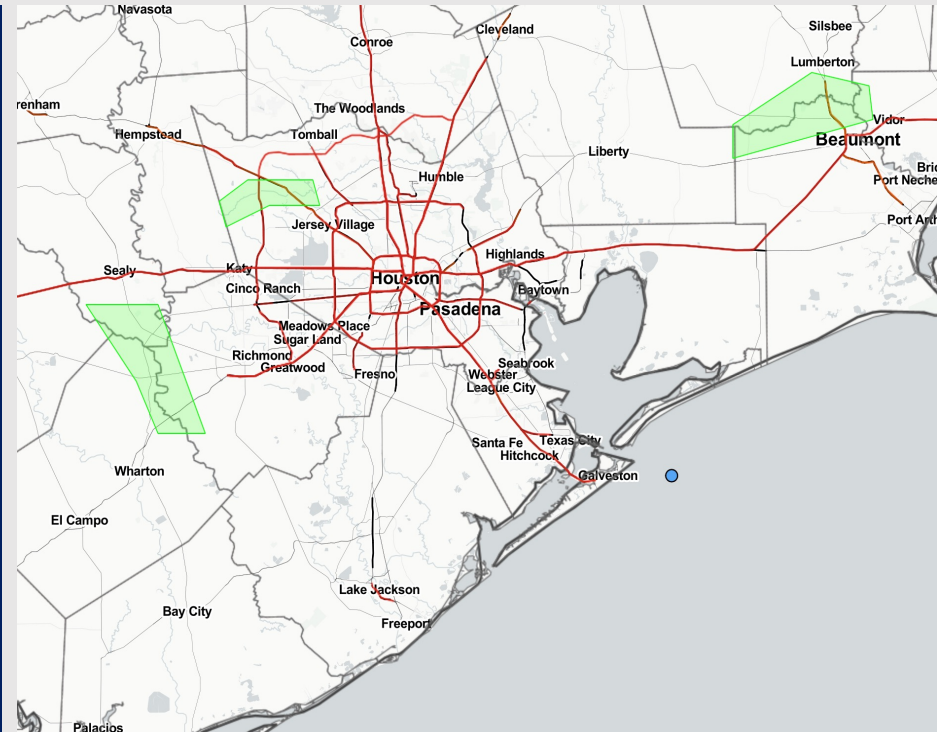 Navasota
Silsbee
Cleveland
Conroe
Lumberton
renham
The Woodlands
Vidor
Hempstead
Tomball
Beaumont
Liberty
Bric
Humble
Port Neche
Port Arth
Jersey Village
Highlands
Katy
Sealy
Houston
Cinco Ranch
Baytown
Pasadena
Meadows Place
Sugar Land
Richmond
Greatwood
Seabrook
Fresno
Webster
League City
Santa Fe
Texas City
Hitchcock
Wharton
Galveston
El Campo
Lake Jackson
Bay City
Freeport
Palacios